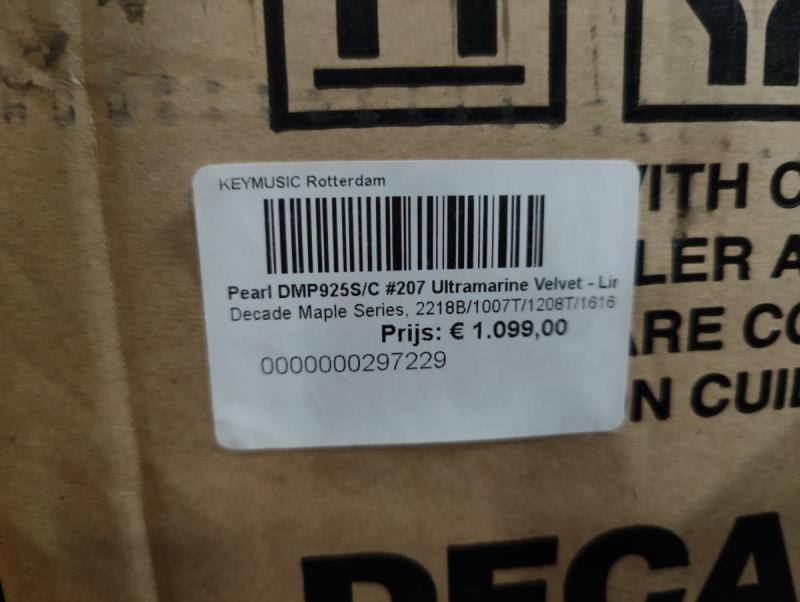 KEYMUSIC Rotterdam
Pearl DMP925S/C #207 Ultramarine Velvet - Lir
Decade Maple Series, 2218B/1007T/1208T/1616
Prijs: € 1.099,00
0000000297229
ITH C
LER A
ARE CO
N CUI
DECA